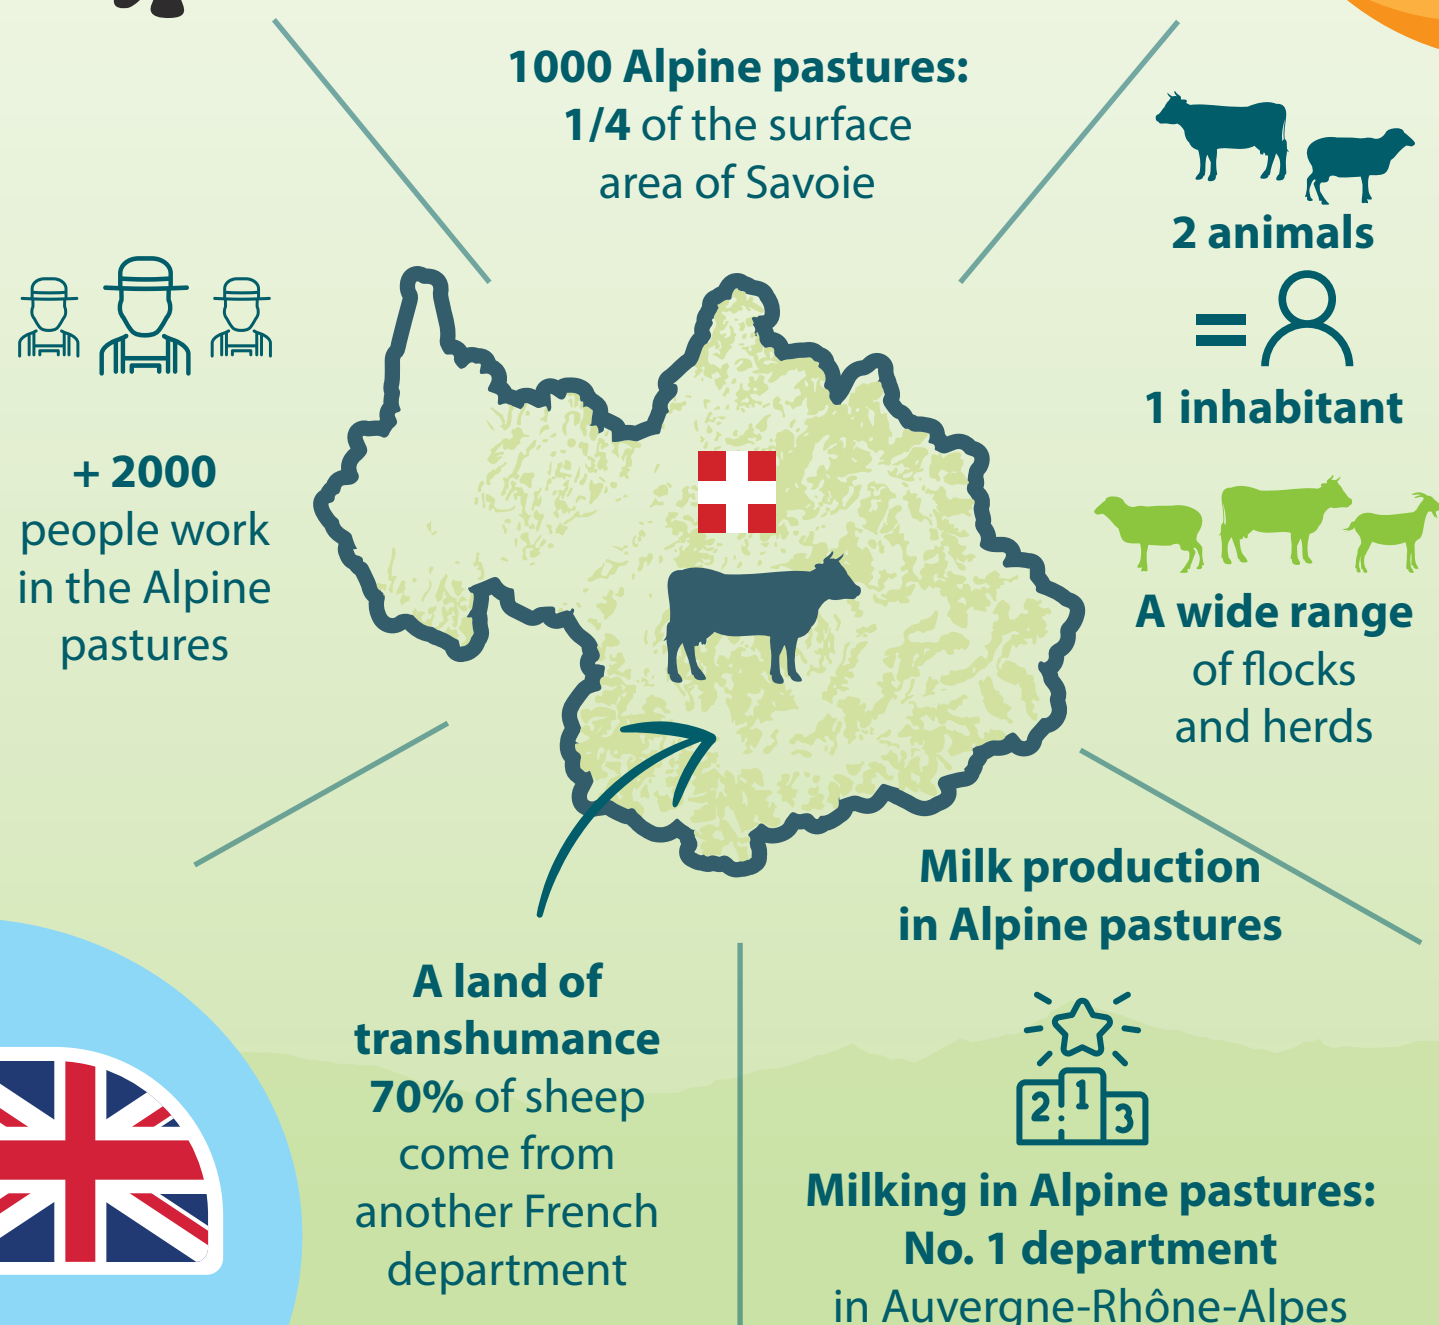 1000 Alpine pastures:
1/4 of the surface
area of Savoie
+ 2000
people work
in the Alpine
pastures
2 animals
=
1 inhabitant
A wide range
of flocks
and herds
A land of
transhumance
70% of sheep
come from
another French
department
Milk production
in Alpine pastures
2 1 3
Milking in Alpine pastures:
No. 1 department
in Auvergne-Rhône-Alpes